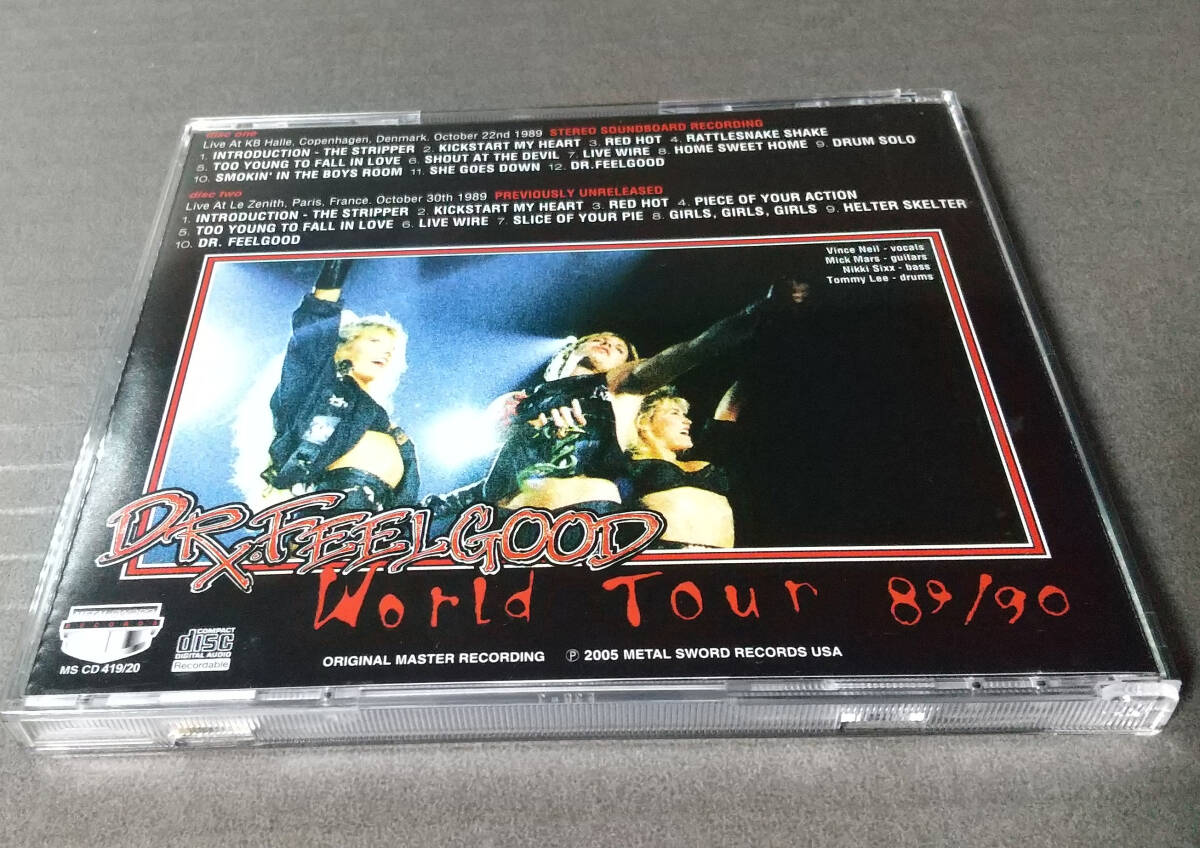 disc one
Live At KB Halle, Copenhagen, Denmark. October 22nd 1989 STEREO SOUNDBOARD RECORDING
1. INTRODUCTION - THE STRIPPER 2. KICKSTART MY HEART 3. RED HOT 4. RATTLESNAKE SHAKE
5. TOO YOUNG TO FALL IN LOVE 6. SHOUT AT THE DEVIL 7. LIVE WIRE 8. HOME SWEET HOME 9. DRUM SOLO
10. SMOKIN' IN THE BOYS ROOM 11. SHE GOES DOWN 12. DR.FEELGOOD
disc two
Live At Le Zenith, Paris, France. October 30th 1989 PREVIOUSLY UNRELEASED
1. INTRODUCTION - THE STRIPPER 2. KICKSTART MY HEART 3. RED HOT 4. PIECE OF YOUR ACTION
5. TOO YOUNG TO FALL IN LOVE 6. LIVE WIRE 7. SLICE OF YOUR PIE 8. GIRLS, GIRLS, GIRLS 9. HELTER SKELTER
10. DR. FEELGOOD
Vince Neil - vocals
Mick Mars - guitars
Nikki Sixx - bass
Tommy Lee - drums
DR. FEELGOOD
World Tour 89/90
MS CD 419/20
COMPACT
disc
DIGITAL AUDIO
Recordable
ORIGINAL MASTER RECORDING ℗ 2005 METAL SWORD RECORDS USA